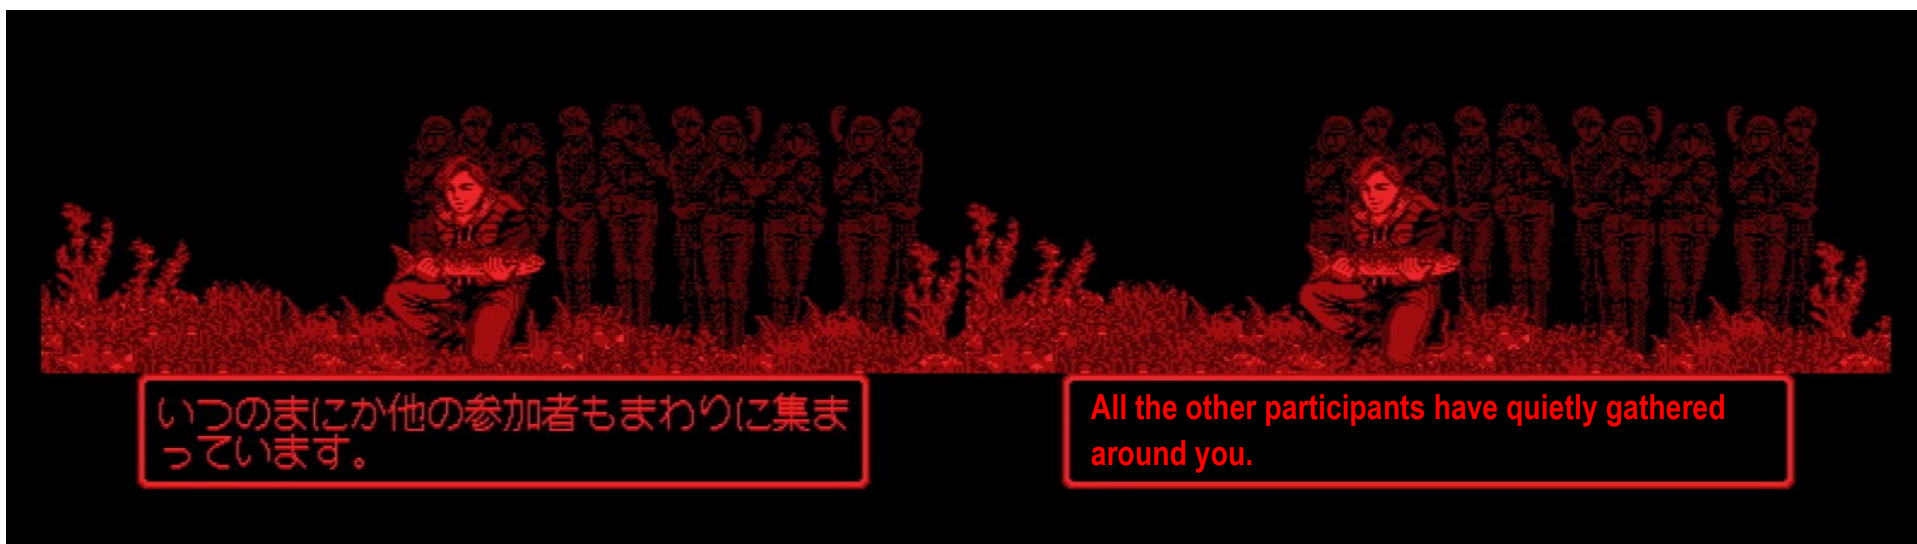 いつのまにか他の参加者もまわりに集ま
っています。
All the other participants have quietly gathered
around you.